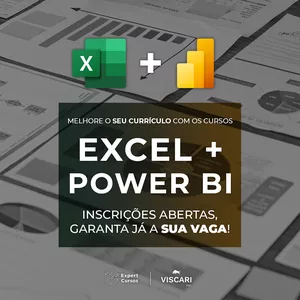 X
+
MELHORE O SEU CURRÍCULO COM OS CURSOS
EXCEL +
POWER BI
INSCRIÇÕES ABERTAS,
GARANTA JÁ A SUA VAGA!
Expert
Cursos
VISCARI